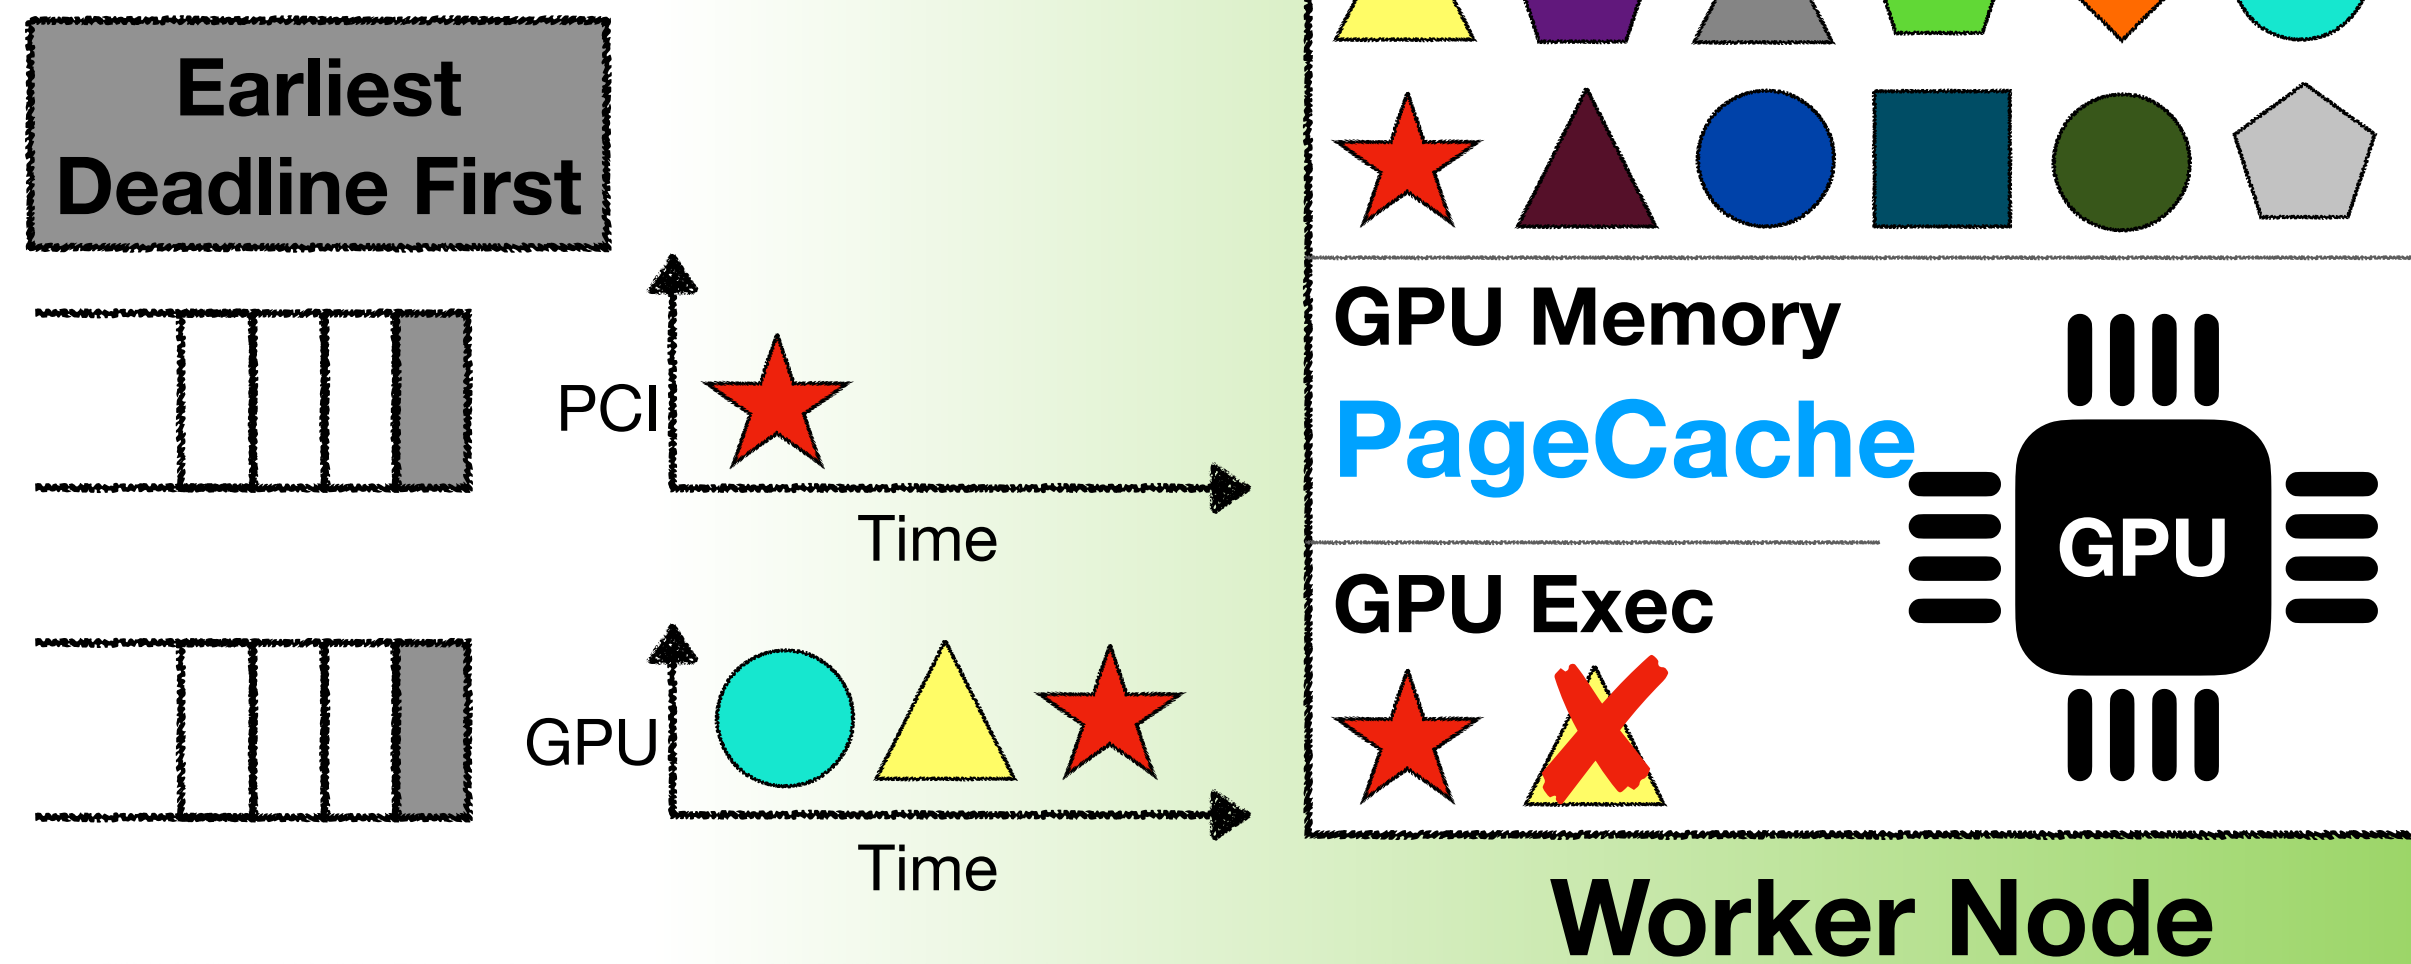 Earliest
Deadline First
PCI
Time
GPU
Time
GPU Memory
PageCache
GPU Exec
GPU
Worker Node